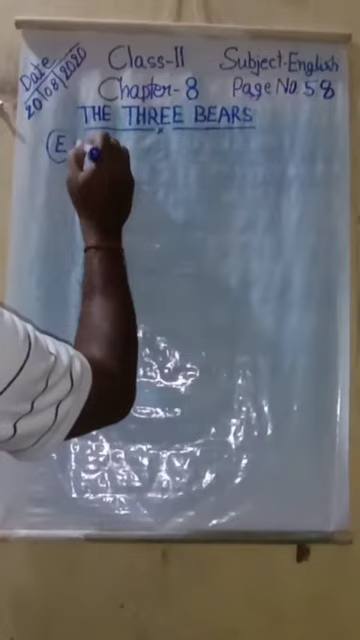 Date
20/08/2020
Class-II Subject-English
Chapter-8 Page No. 58
THE THREE BEARS
E